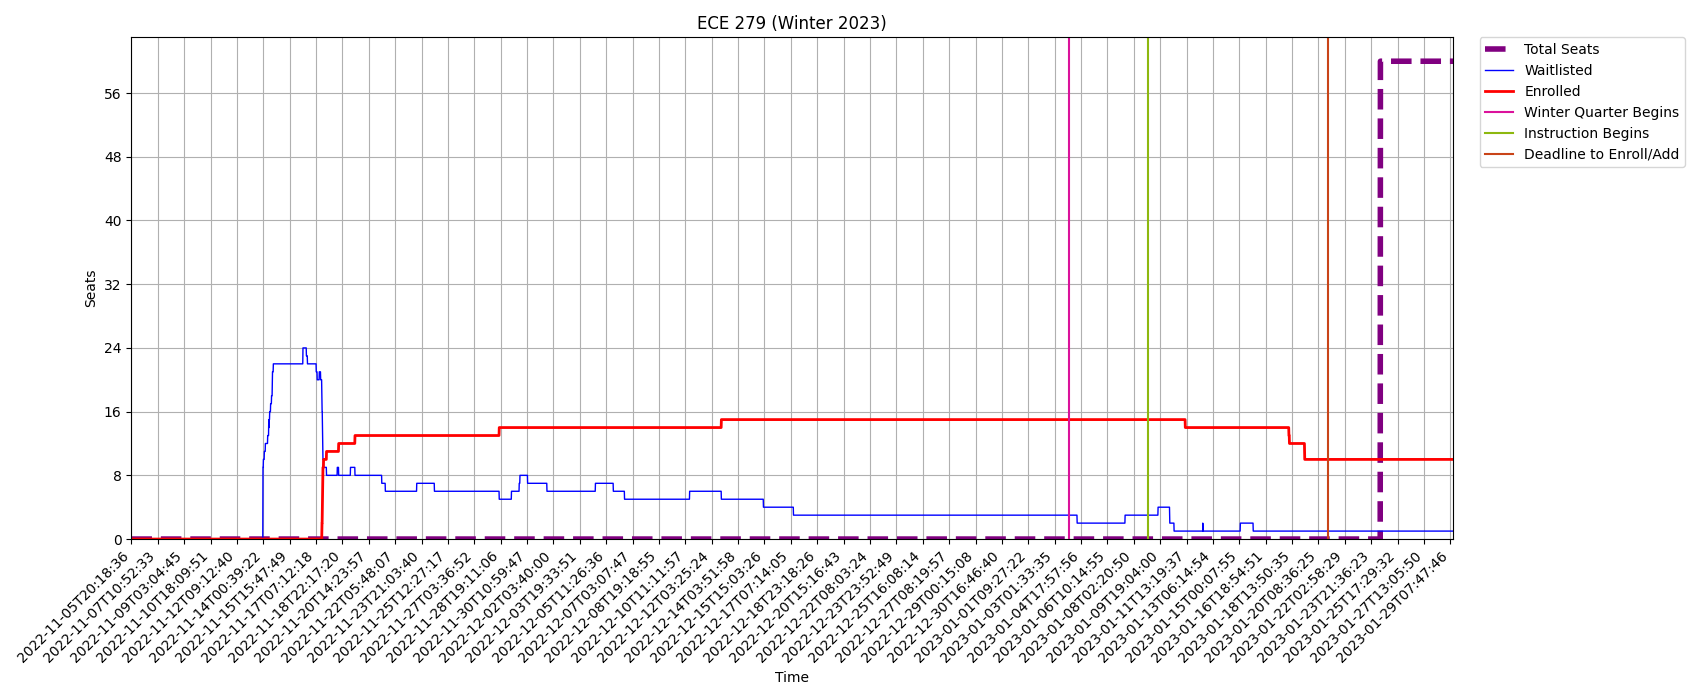 ECE 279 (Winter 2023)
Total Seats
Waitlisted
Enrolled
Winter Quarter Begins
Instruction Begins
Deadline to Enroll/Add
Seats
56
48
40
32
24
16
8
0
2022-11-05T20:18:36
2022-11-07T10:52:33
2022-11-09T03:04:45
2022-11-10T18:09:51
2022-11-12T09:12:40
2022-11-14T00:39:22
2022-11-15T15:47:49
2022-11-17T07:12:18
2022-11-18T22:17:20
2022-11-20T14:23:57
2022-11-22T05:48:07
2022-11-23T21:03:40
2022-11-25T12:27:17
2022-11-27T03:36:52
2022-11-28T19:11:06
2022-11-30T10:59:47
2022-12-02T03:40:00
2022-12-03T19:33:51
2022-12-05T11:26:36
2022-12-07T03:07:47
2022-12-08T19:18:55
2022-12-10T11:11:57
2022-12-12T03:25:24
2022-12-14T03:51:58
2022-12-15T15:03:26
2022-12-17T07:14:05
2022-12-18T23:18:26
2022-12-20T15:16:43
2022-12-22T08:03:24
2022-12-23T23:52:49
2022-12-25T16:08:14
2022-12-27T08:19:57
2022-12-29T00:15:08
2022-12-30T16:46:40
2023-01-01T09:27:22
2023-01-03T01:33:35
2023-01-04T17:57:56
2023-01-06T10:14:55
2023-01-08T02:20:50
2023-01-09T19:04:00
2023-01-11T13:19:37
2023-01-13T06:14:54
2023-01-15T00:07:55
2023-01-16T18:54:51
2023-01-18T13:50:35
2023-01-20T08:36:25
2023-01-22T02:58:29
2023-01-23T21:36:23
2023-01-25T17:29:32
2023-01-27T13:05:50
2023-01-29T07:47:46
Time